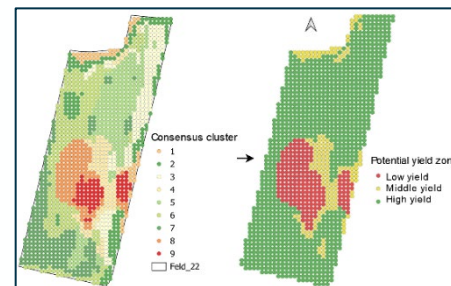 Consensus cluster
1
2
3
4
5
6
7
8
9
Feld_22
Potential yield zon
Low yield
Middle yield
High yield